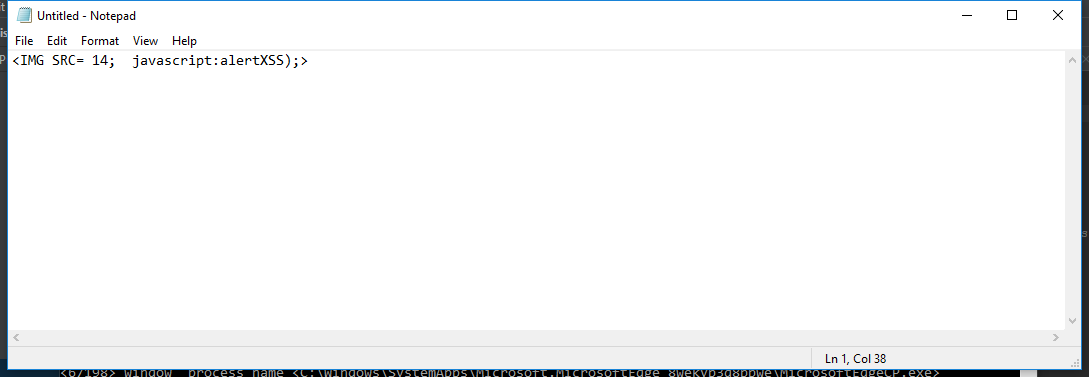 Untitled - Notepad
File Edit Format View Help
<IMG SRC= 14;  javascript:alertXSS);>
Ln 1, Col 38
<6/198> window process name <C:\Windows\SystemApps\Microsoft.MicrosoftEdge_8wekyb3d8bbwe\MicrosoftEdgeCP.exe>